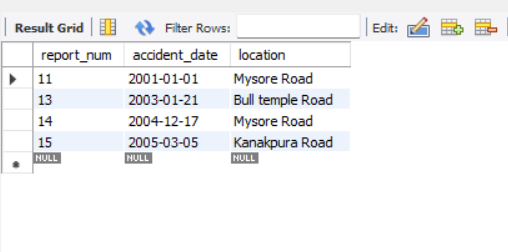 Result Grid Filter Rows: Edit:
report_num accident_date location
11 2001-01-01 Mysore Road
13 2003-01-21 Bull temple Road
14 2004-12-17 Mysore Road
15 2005-03-05 Kanakpura Road
NULL NULL NULL